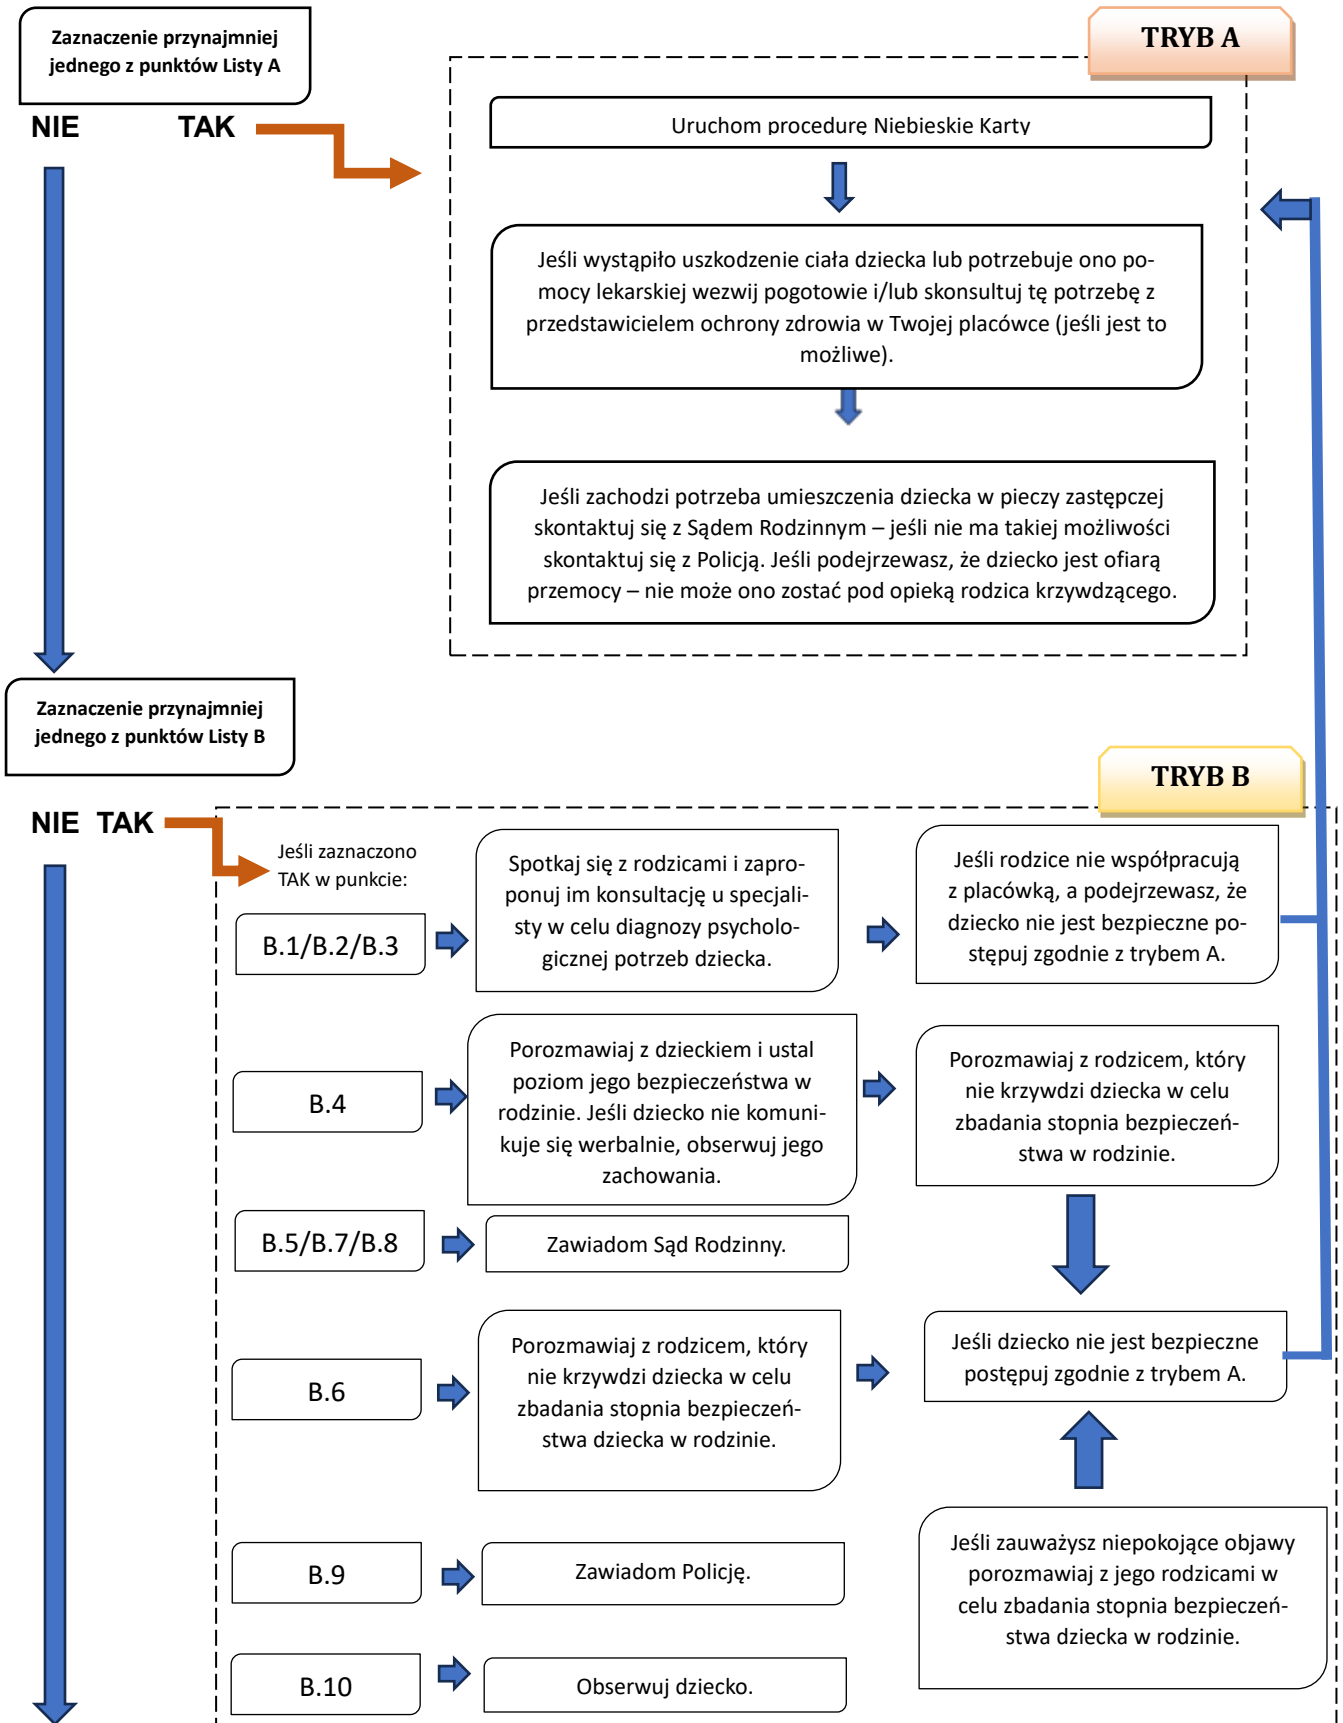 Zaznaczenie przynajmniej
jednego z punktów Listy A
NIE TAK
TRYB A
Uruchom procedurę Niebieskie Karty
Jeśli wystąpiło uszkodzenie ciała dziecka lub potrzebuje ono po-
mocy lekarskiej wezwij pogotowie i/lub skonsultuj tę potrzebę z
przedstawicielem ochrony zdrowia w Twojej placówce (jeśli jest to
możliwe).
Jeśli zachodzi potrzeba umieszczenia dziecka w pieczy zastępczej
skontaktuj się z Sądem Rodzinnym – jeśli nie ma takiej możliwości
skontaktuj się z Policją. Jeśli podejrzewasz, że dziecko jest ofiarą
przemocy – nie może ono zostać pod opieką rodzica krzywdzącego.
Zaznaczenie przynajmniej
jednego z punktów Listy B
NIE TAK
TRYB B
Jeśli zaznaczono
TAK w punkcie:
B.1/B.2/B.3
Spotkaj się z rodzicami i zapro-
ponuj im konsultację u specjali-
sty w celu diagnozy psycholo-
gicznej potrzeb dziecka.
Jeśli rodzice nie współpracują
z placówką, a podejrzewasz, że
dziecko nie jest bezpieczne po-
stępuj zgodnie z trybem A.
B.4
Porozmawiaj z dzieckiem i ustal
poziom jego bezpieczeństwa w
rodzinie. Jeśli dziecko nie komuni-
kuje się werbalnie, obserwuj jego
zachowania.
Porozmawiaj z rodzicem, który
nie krzywdzi dziecka w celu
zbadania stopnia bezpieczeń-
stwa w rodzinie.
B.5/B.7/B.8
Zawiadom Sąd Rodzinny.
B.6
Porozmawiaj z rodzicem, który
nie krzywdzi dziecka w celu
zbadania stopnia bezpieczeń-
stwa dziecka w rodzinie.
Jeśli dziecko nie jest bezpieczne
postępuj zgodnie z trybem A.
B.9
Zawiadom Policję.
B.10
Obserwuj dziecko.
Jeśli zauważysz niepokojące objawy
porozmawiaj z jego rodzicami w
celu zbadania stopnia bezpieczeń-
stwa dziecka w rodzinie.